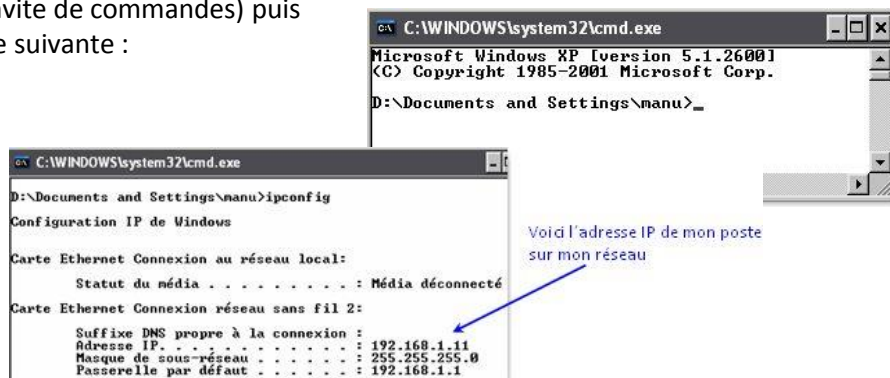 nvite de commandes) puis
e suivante :
C:\WINDOWS\system32\cmd.exe
Microsoft Windows XP [version 5.1.2600]
(C) Copyright 1985-2001 Microsoft Corp.
D:\Documents and Settings\manu>_
C:\WINDOWS\system32\cmd.exe
D:\Documents and Settings\manu>ipconfig
Configuration IP de Windows
Carte Ethernet Connexion au réseau local:
Statut du média . . . . . . . . . : Média déconnecté
Carte Ethernet Connexion réseau sans fil 2:
Suffixe DNS propre à la connexion :
Adresse IP. . . . . . . . . . . . : 192.168.1.11
Masque de sous-réseau . . . . . . : 255.255.255.0
Passerelle par défaut . . . . . . : 192.168.1.1
Voici l'adresse IP de mon poste
sur mon réseau